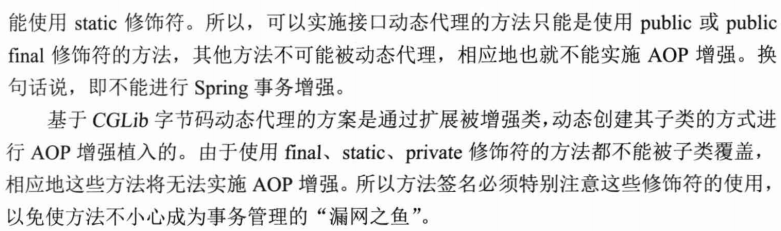 能使用 static 修饰符。所以，可以实施接口动态代理的方法只能是使用 public 或 public
final 修饰符的方法，其他方法不可能被动态代理，相应地也就不能实施 AOP 增强。换
句话说，即不能进行 Spring 事务增强。
基于 CGLib 字节码动态代理的方案是通过扩展被增强类，动态创建其子类的方式进
行 AOP 增强植入的。由于使用 final、static、private 修饰符的方法都不能被子类覆盖，
相应地这些方法将无法实施 AOP 增强。所以方法签名必须特别注意这些修饰符的使用，
以免使方法不小心成为事务管理的“漏网之鱼”。